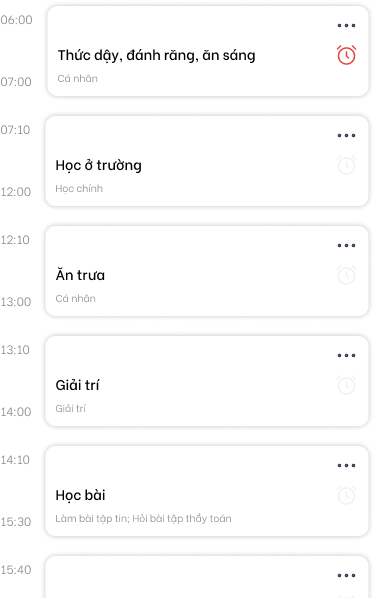 06:00
Thức dậy, đánh răng, ăn sáng
Cá nhân
07:00
07:10
Học ở trường
Học chính
12:00
12:10
Ăn trưa
Cá nhân
13:00
13:10
Giải trí
Giải trí
14:00
14:10
Học bài
Làm bài tập tin; Hỏi bài tập thầy toán
15:30
15:40